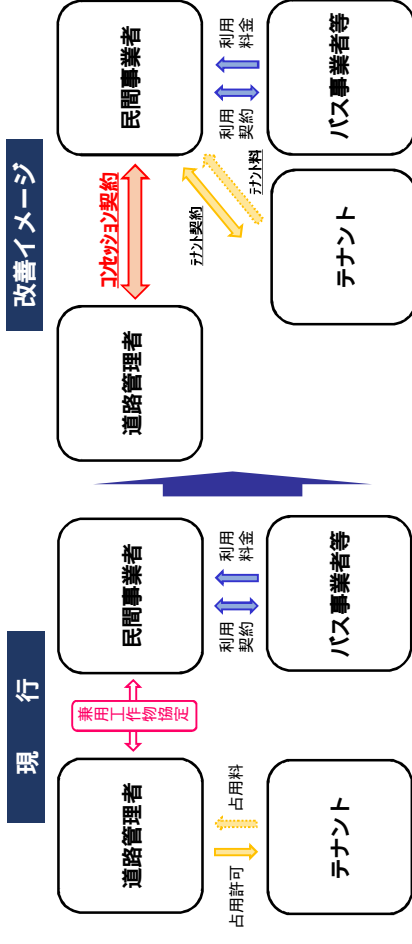 現　行
道路管理者
兼用工作物協定
民間事業者
占用許可
占用料
利用
契約
利用
料金
テナント
バス事業者等
改善イメージ
道路管理者
コンセッション契約
民間事業者
テナント契約
テナント料
利用
契約
利用
料金
テナント
バス事業者等